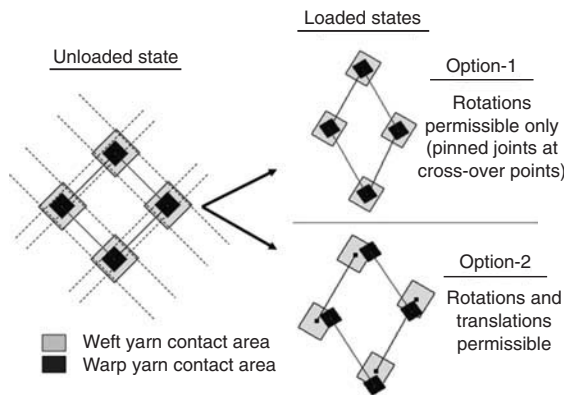 Unloaded state
Loaded states
Option-1
Rotations
permissible only
(pinned joints at
cross-over points)
Option-2
Rotations and
translations
permissible
Weft yarn contact area
Warp yarn contact area